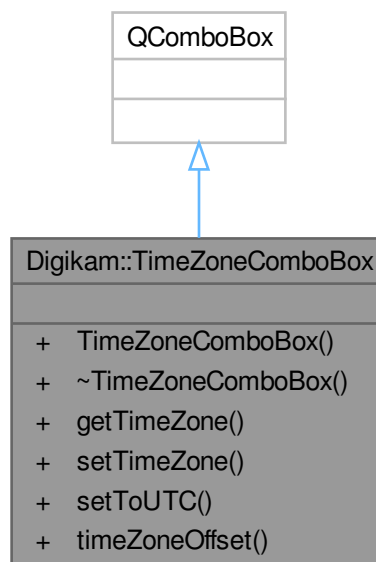 QComboBox
Digikam::TimeZoneComboBox
+ TimeZoneComboBox()
+ ~TimeZoneComboBox()
+ getTimeZone()
+ setTimeZone()
+ setToUTC()
+ timeZoneOffset()